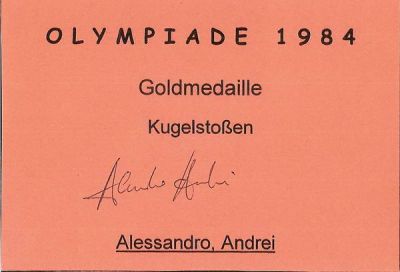 OLYMPIADE 1984
Goldmedaille
Kugelstoßen
Alessandro, Andrei